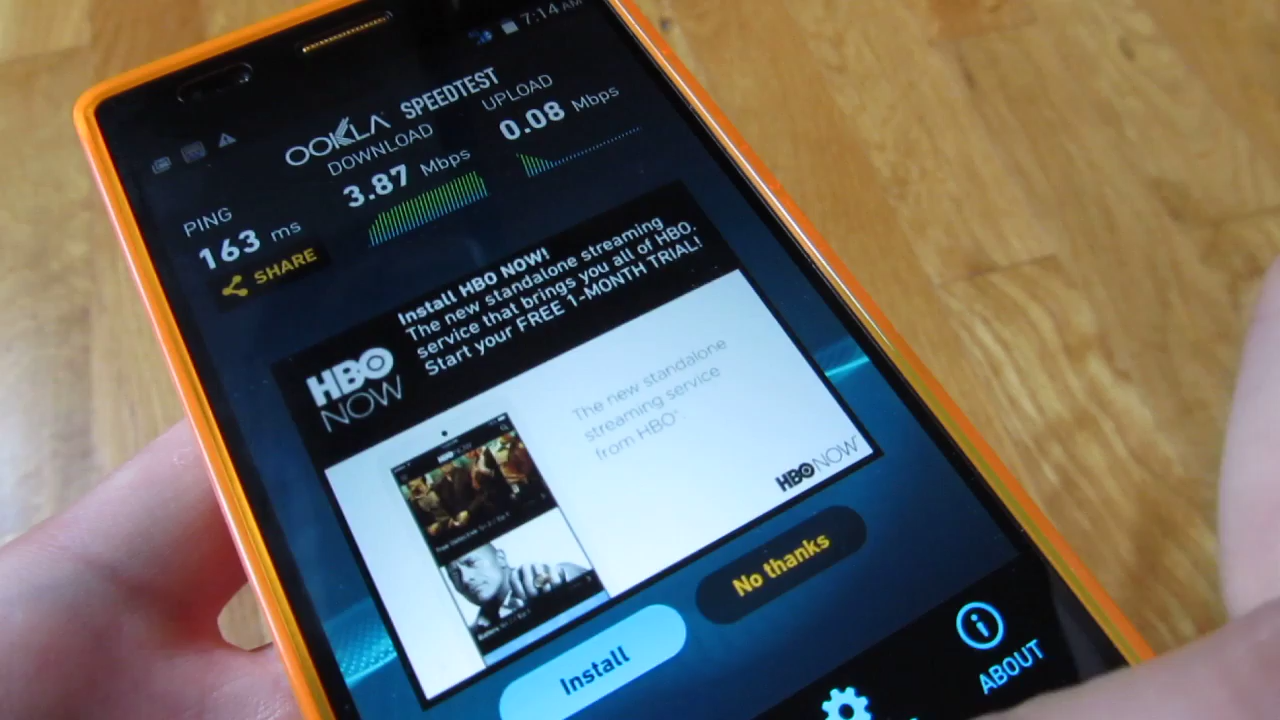 7:14 AM
OOKLA SPEEDTEST
PING
163 ms
DOWNLOAD
3.87 Mbps
UPLOAD
0.08 Mbps
SHARE
HBO
NOW
Install HBO NOW!
The new standalone streaming
service that brings you all of HBO.
Start your FREE 1-MONTH TRIAL!
The new standalone
streaming service
from HBO
HBO NOW
Install
No thanks
ABOUT